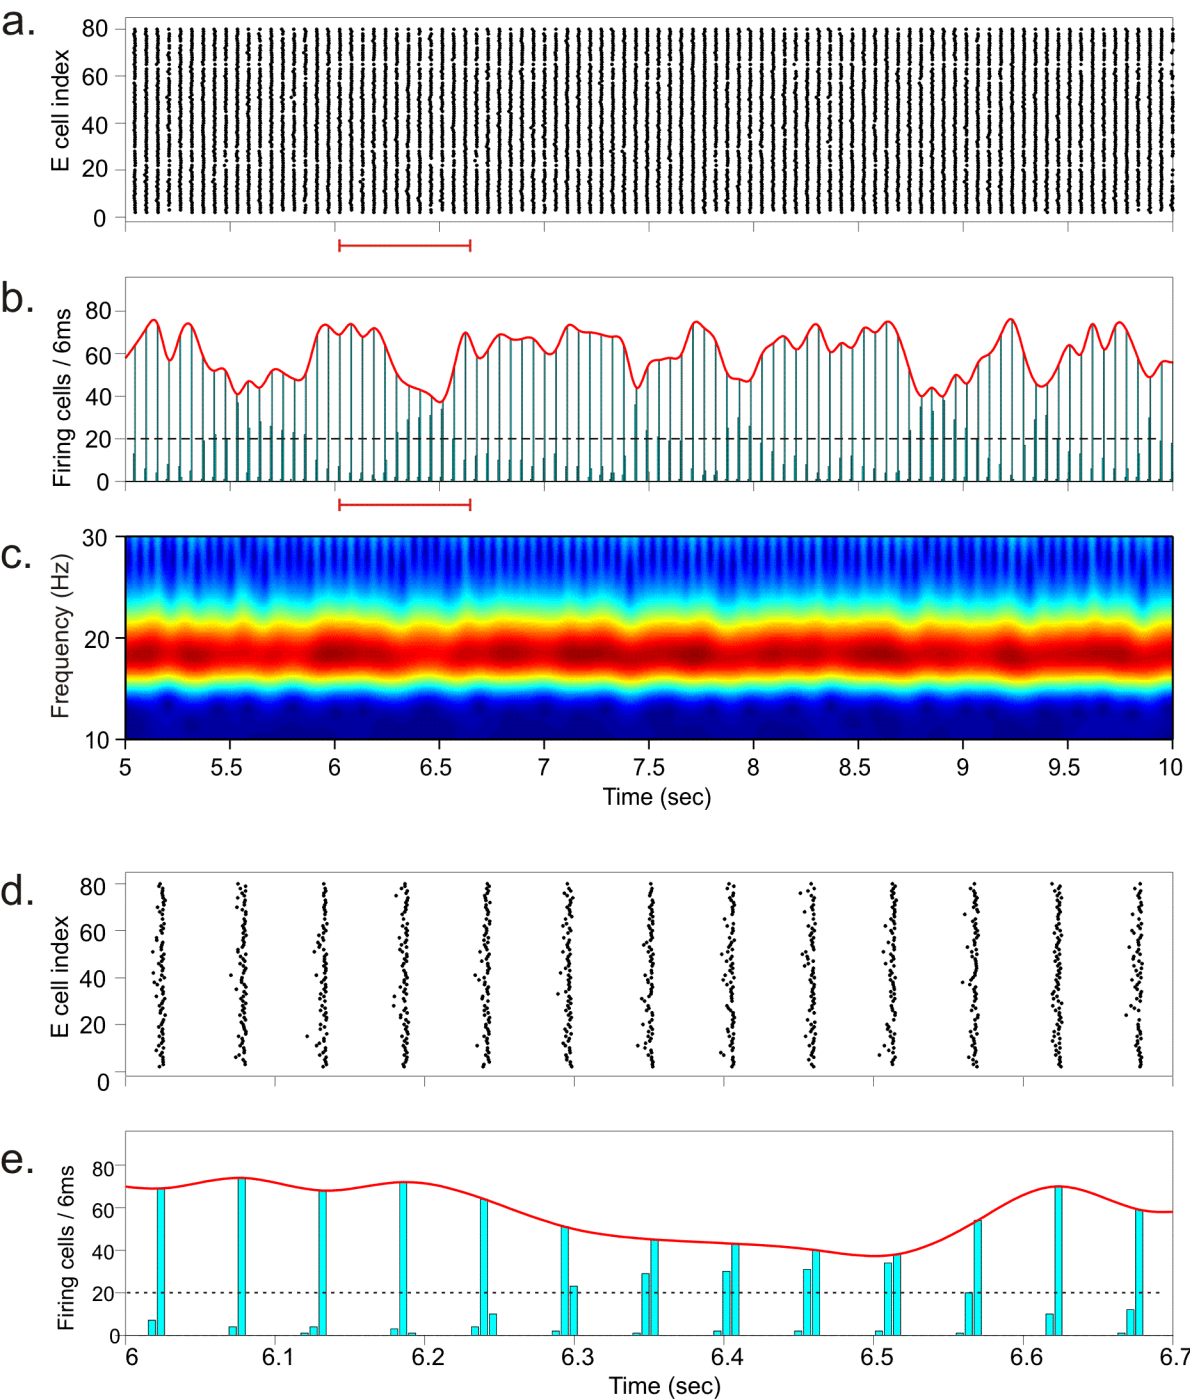 a.
E cell index
80
60
40
20
0
b.
Firing cells / 6ms
80
60
40
20
0
c.
Frequency (Hz)
30
20
10
5 5.5 6 6.5 7 7.5 8 8.5 9 9.5 10
Time (sec)
d.
E cell index
80
60
40
20
0
e.
Firing cells / 6ms
80
60
40
20
0
6 6.1 6.2 6.3 6.4 6.5 6.6 6.7
Time (sec)